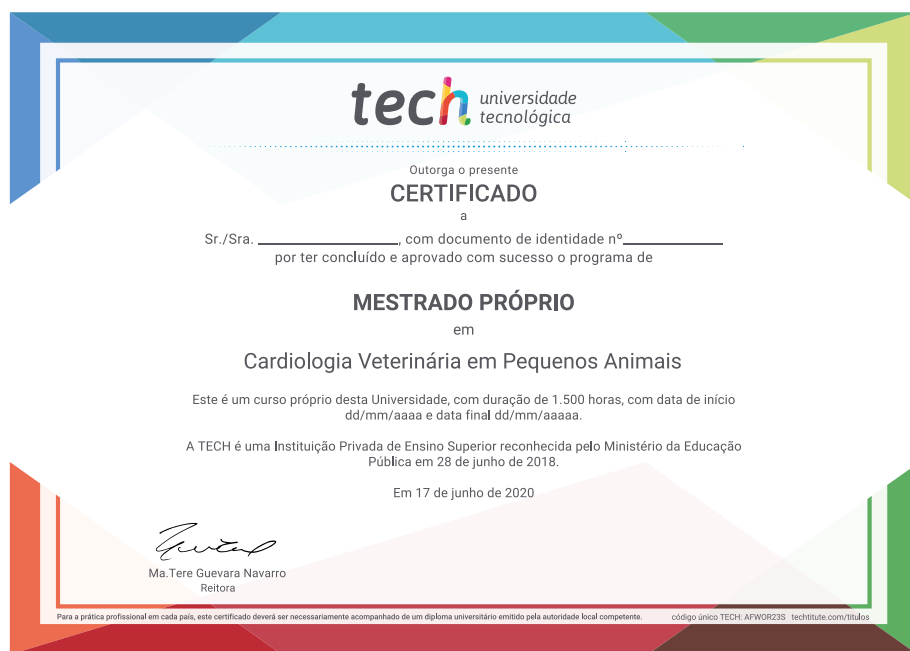 tech universidade
tecnológica
Outorga o presente
CERTIFICADO
a
Sr./Sra. ____________________, com documento de identidade nº______________
por ter concluído e aprovado com sucesso o programa de
MESTRADO PRÓPRIO
em
Cardiologia Veterinária em Pequenos Animais
Este é um curso próprio desta Universidade, com duração de 1.500 horas, com data de início
dd/mm/aaaa e data final dd/mm/aaaaa.
A TECH é uma Instituição Privada de Ensino Superior reconhecida pelo Ministério da Educação
Pública em 28 de junho de 2018.
Em 17 de junho de 2020
Ma.Tere Guevara Navarro
Reitora
Para a prática profissional em cada país, este certificado deverá ser necessariamente acompanhado de um diploma universitário emitido pela autoridade local competente. código único TECH: AFWOR23S techtitute.com/titulos